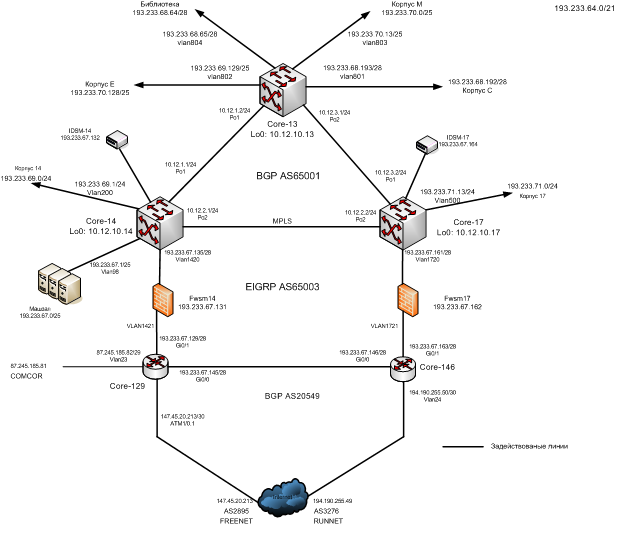 Библиотека
193.233.68.64/28
Корпус М
193.233.70.0/25
193.233.64.0/21
193.233.68.65/28
vlan804
193.233.70.13/25
vlan803
193.233.69.129/25
vlan802
193.233.68.193/28
vlan801
Корпус Е
193.233.70.128/25
193.233.68.192/28
Корпус С
Core-13
Lo0: 10.12.10.13
10.12.1.2/24
Po1
10.12.3.1/24
Po2
IDSM-14
193.233.67.132
IDSM-17
193.233.67.164
Корпус 14
193.233.69.0/24
193.233.69.1/24
Vlan200
10.12.1.1/24
Po1
BGP AS65001
10.12.3.2/24
Po1
193.233.71.13/24
Vlan500
193.233.71.0/24
Корпус 17
Core-14
Lo0: 10.12.10.14
10.12.2.1/24
Po2
MPLS
10.12.2.2/24
Po2
Core-17
Lo0: 10.12.10.17
193.233.67.1/25
Vlan98
193.233.67.135/28
Vlan1420
193.233.67.161/28
Vlan1720
EIGRP AS65003
Машзал
193.233.67.0/25
Fwsm14
193.233.67.131
Fwsm17
193.233.67.162
VLAN1421
VLAN1721
193.233.67.129/28
Gi0/1
193.233.67.163/28
Gi0/1
87.245.185.82/29
Vlan23
193.233.67.146/28
Gi0/0
87.245.185.81
COMCOR
193.233.67.145/28
Gi0/0
Core-129
Core-146
BGP AS20549
194.190.255.50/30
Vlan24
147.45.20.213/30
ATM1/0.1
Задействованые линии
Internet
147.45.20.213
AS2895
FREENET
194.190.255.49
AS3276
RUNNET